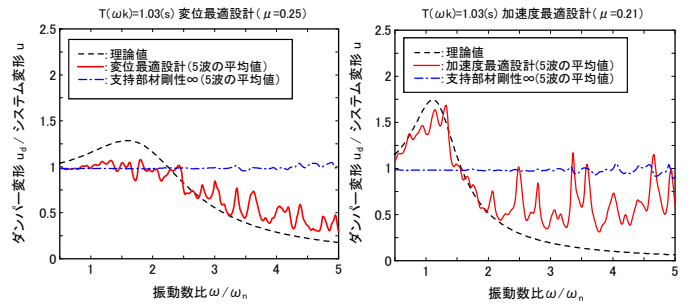 T(ωk)=1.03(s) 変位最適設計(μ=0.25)
ダンパー変形 u_d / システム変形 u
2.5
2
1.5
1
0.5
0
:理論値
:変位最適設計(5波の平均値)
:支持部材剛性∞(5波の平均値)
1 2 3 4 5
振動数比ω/ω_n
T(ωk)=1.03(s) 加速度最適設計(μ=0.21)
ダンパー変形 u_d / システム変形 u
2.5
2
1.5
1
0.5
0
:理論値
:加速度最適設計(5波の平均値)
:支持部材剛性∞(5波の平均値)
1 2 3 4 5
振動数比ω/ω_n